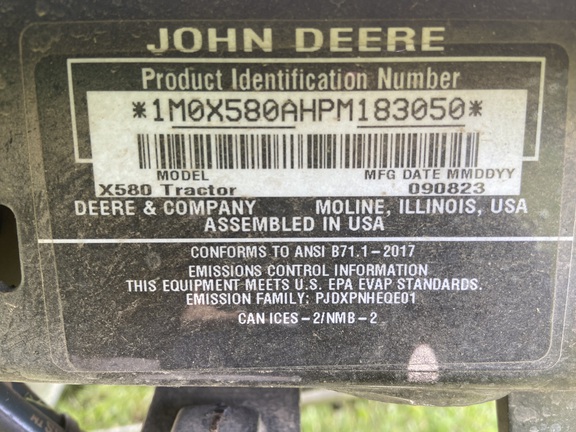 JOHN DEERE
Product Identification Number
*1M0X580AHPM183050*
MODEL MFG DATE MMDDYY
X580 Tractor 090823
DEERE & COMPANY MOLINE, ILLINOIS, USA
ASSEMBLED IN USA
CONFORMS TO ANSI B71.1-2017
EMISSIONS CONTROL INFORMATION
THIS EQUIPMENT MEETS U.S. EPA EVAP STANDARDS.
EMISSION FAMILY: PJDXPNHEQE01
CAN ICES-2/NMB-2